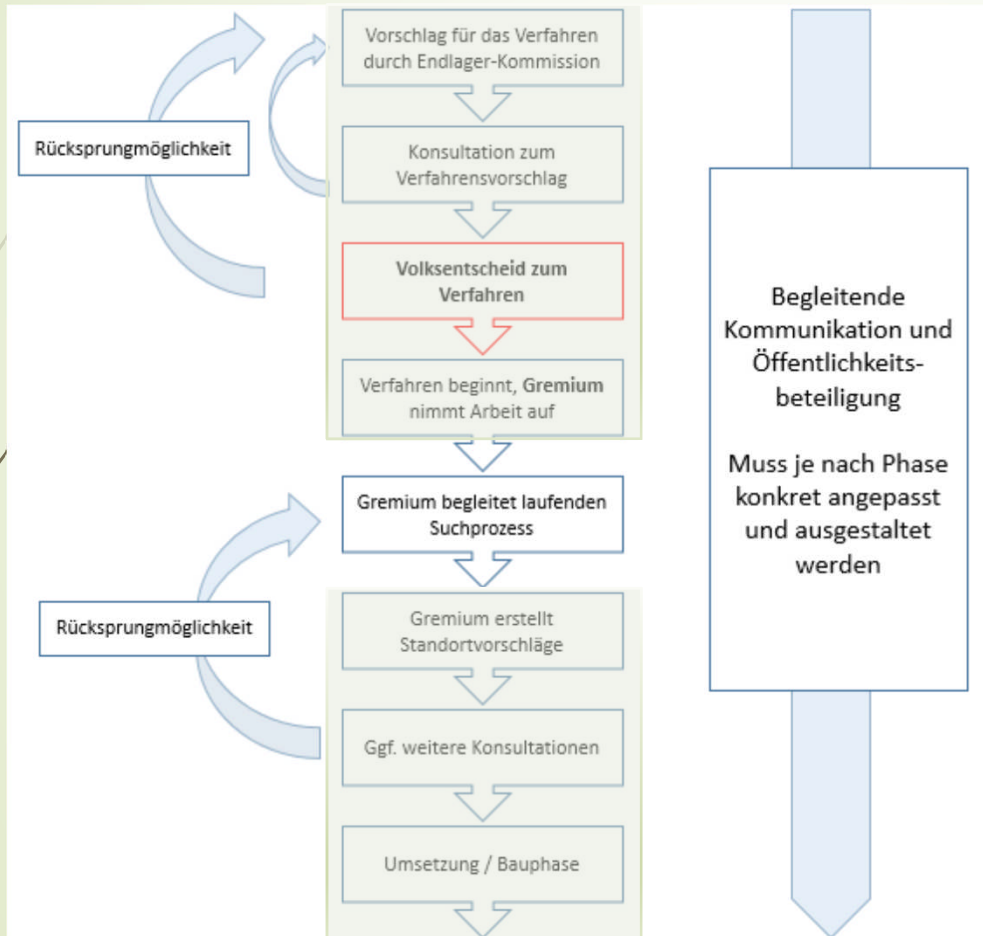 Vorschlag für das Verfahren
durch Endlager-Kommission
Rücksprungmöglichkeit
Konsultation zum
Verfahrensvorschlag
Volksentscheid zum
Verfahren
Verfahren beginnt, Gremium
nimmt Arbeit auf
Gremium begleitet laufenden
Suchprozess
Rücksprungmöglichkeit
Gremium erstellt
Standortvorschläge
Ggf. weitere Konsultationen
Umsetzung / Bauphase
Begleitende
Kommunikation und
Öffentlichkeits-
beteiligung
Muss je nach Phase
konkret angepasst
und ausgestaltet
werden